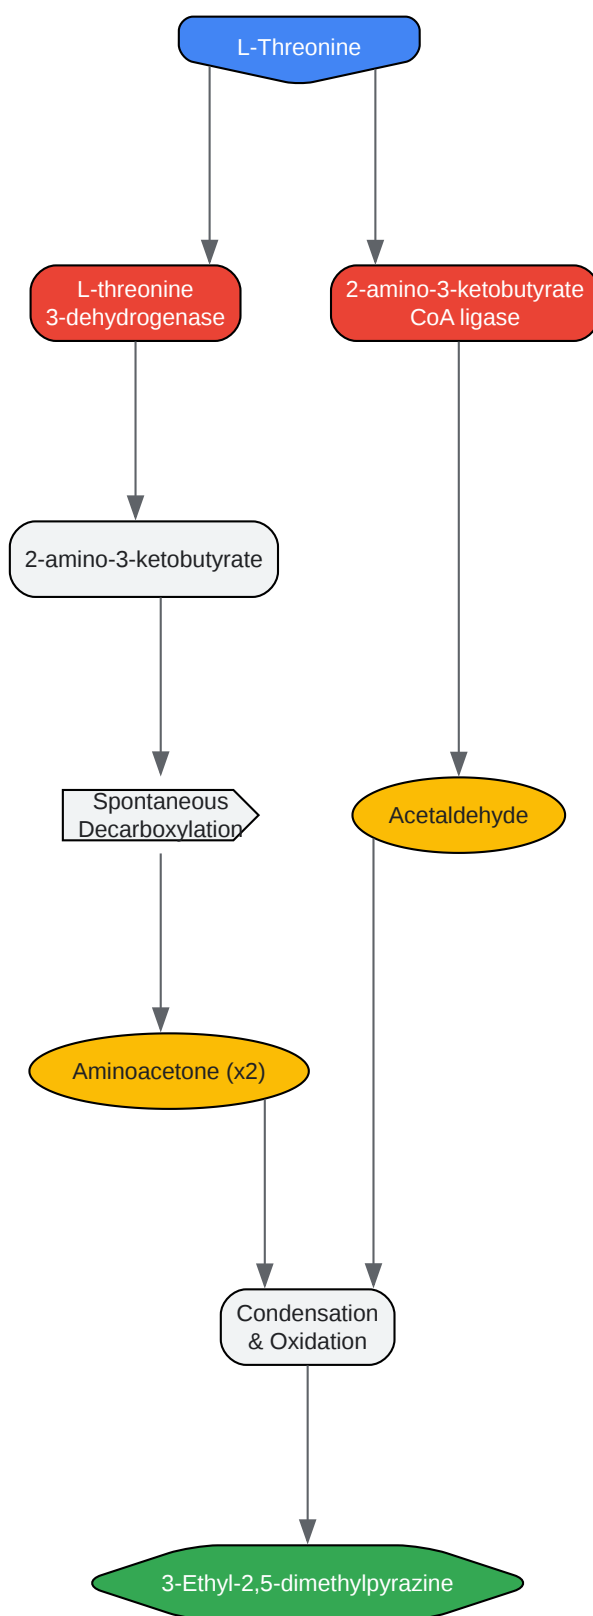 L-Threonine
L-threonine
3-dehydrogenase
2-amino-3-ketobutyrate
CoA ligase
2-amino-3-ketobutyrate
Spontaneous
Decarboxylation
Acetaldehyde
Aminoacetone (x2)
Condensation
& Oxidation
3-Ethyl-2,5-dimethylpyrazine